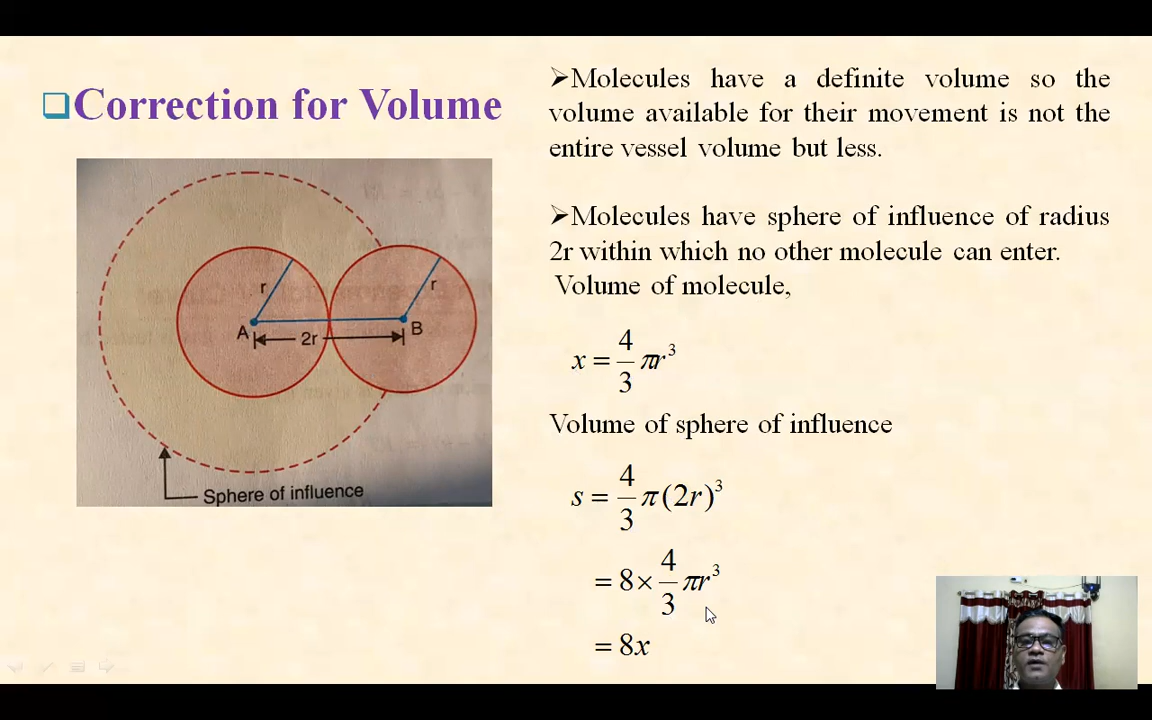 ❑Correction for Volume
r
r
A
B
2r
Sphere of influence
➢Molecules have a definite volume so the
volume available for their movement is not the
entire vessel volume but less.
➢Molecules have sphere of influence of radius
2r within which no other molecule can enter.
Volume of molecule,
x = 4/3 πr³
Volume of sphere of influence
s = 4/3 π(2r)³
= 8 × 4/3 πr³
= 8x